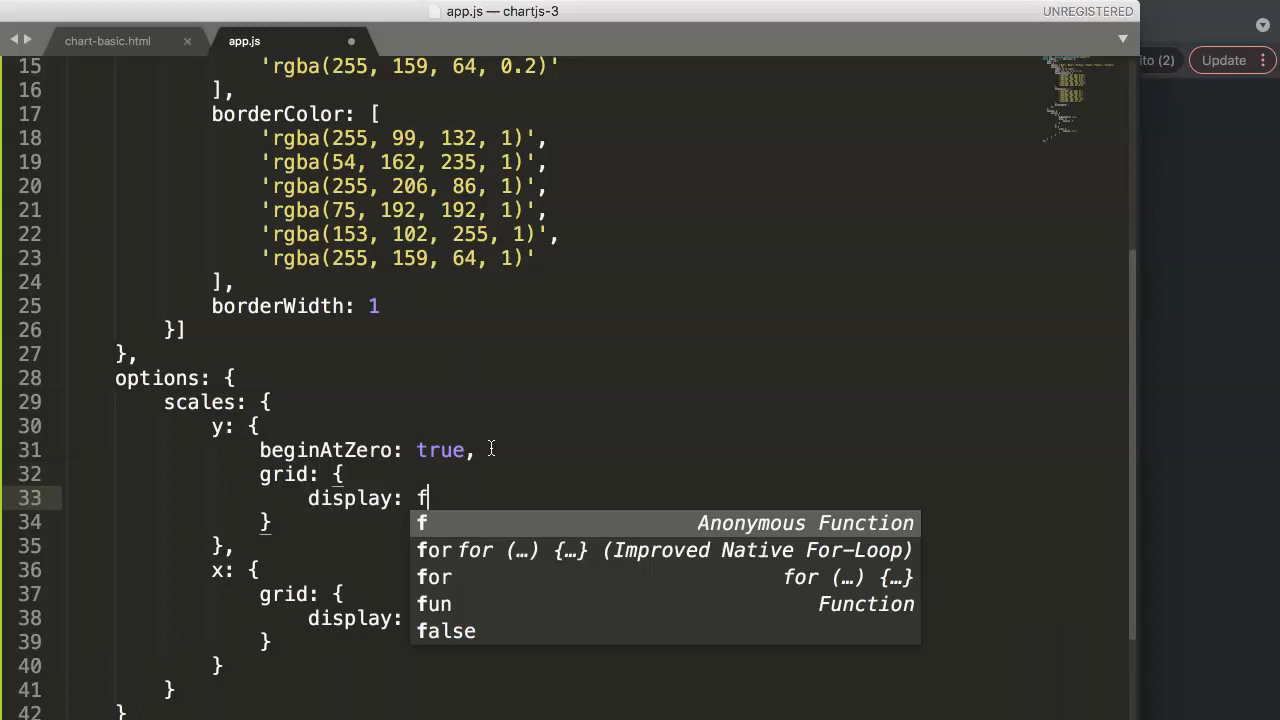 app.js — chartjs-3
UNREGISTERED
chart-basic.html
app.js
ito (2)
Update
15 'rgba(255, 159, 64, 0.2)'
16 ],
17 borderColor: [
18 'rgba(255, 99, 132, 1)',
19 'rgba(54, 162, 235, 1)',
20 'rgba(255, 206, 86, 1)',
21 'rgba(75, 192, 192, 1)',
22 'rgba(153, 102, 255, 1)',
23 'rgba(255, 159, 64, 1)'
24 ],
25 borderWidth: 1
26 }]
27 },
28 options: {
29 scales: {
30 y: {
31 beginAtZero: true,
32 grid: {
33 display: f
f Anonymous Function
34 }
for for (…) {…} (Improved Native For-Loop)
35 },
for for (…) {…}
36 x: {
fun Function
37 grid: {
false
38 display:
39 }
40 }
41 }
42 }